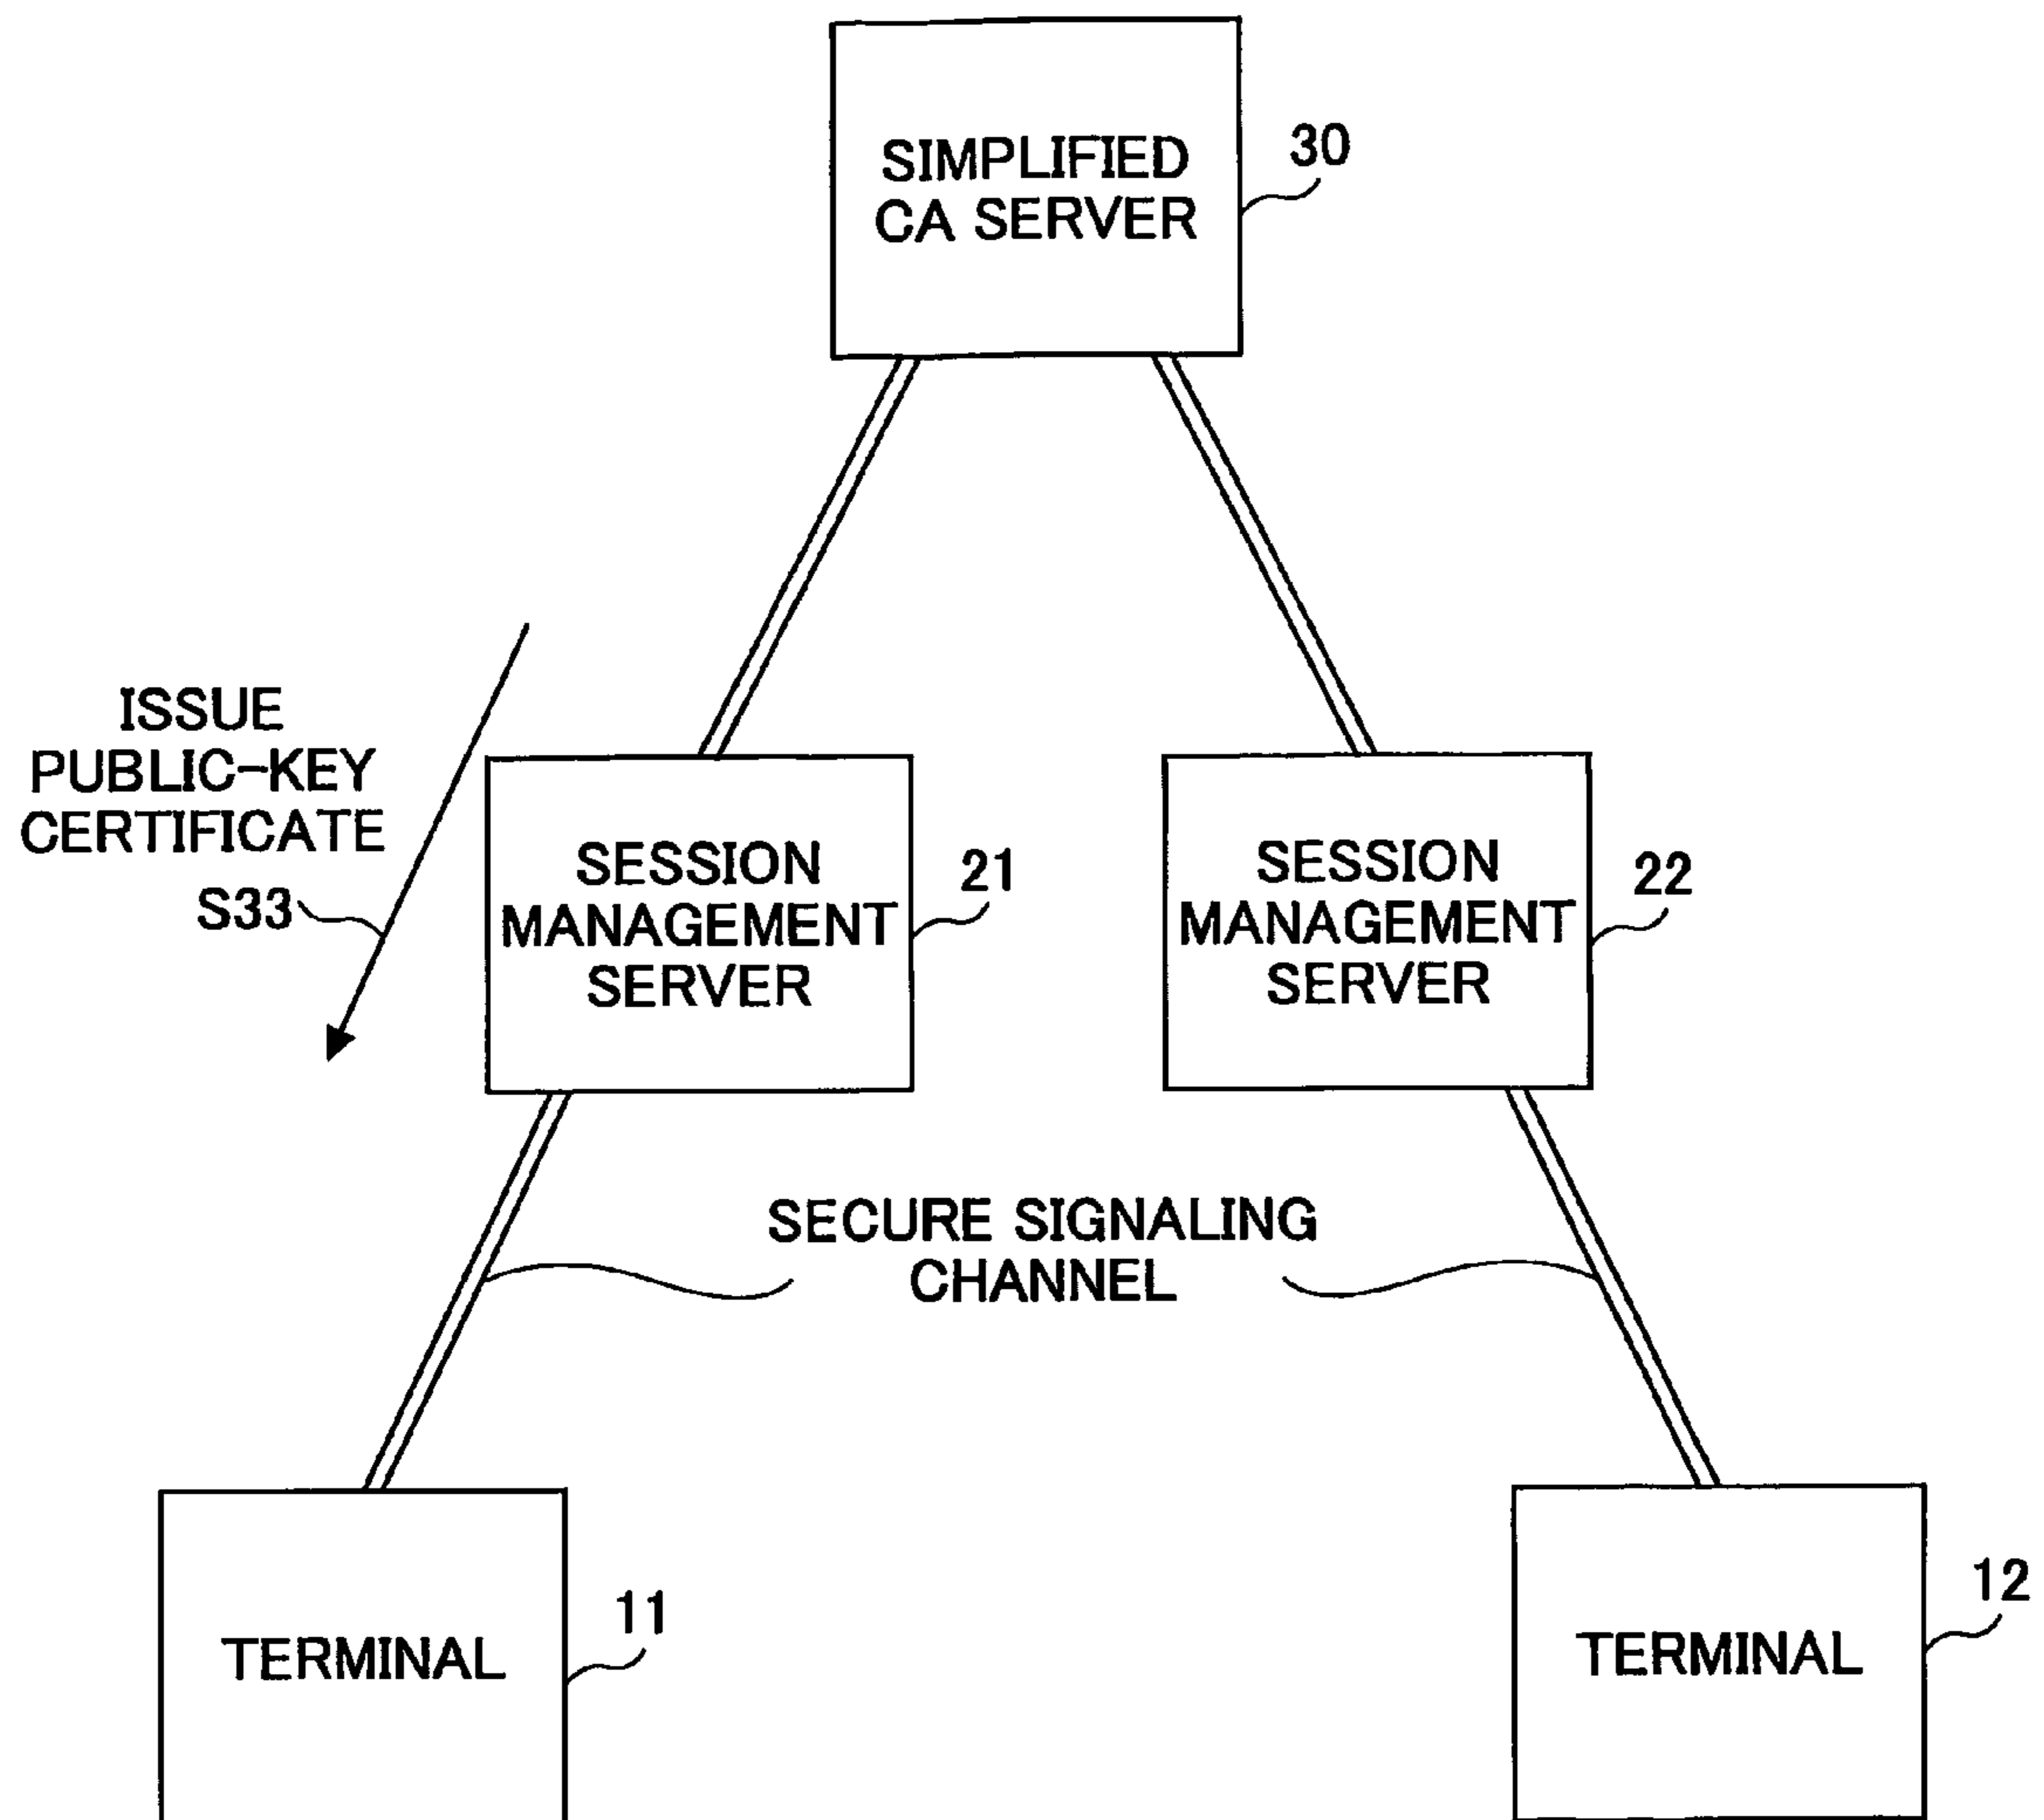 SIMPLIFIED
CA SERVER
30
ISSUE
PUBLIC-KEY
CERTIFICATE
S33
SESSION
MANAGEMENT
SERVER
21
SESSION
MANAGEMENT
SERVER
22
SECURE SIGNALING
CHANNEL
TERMINAL
11
TERMINAL
12